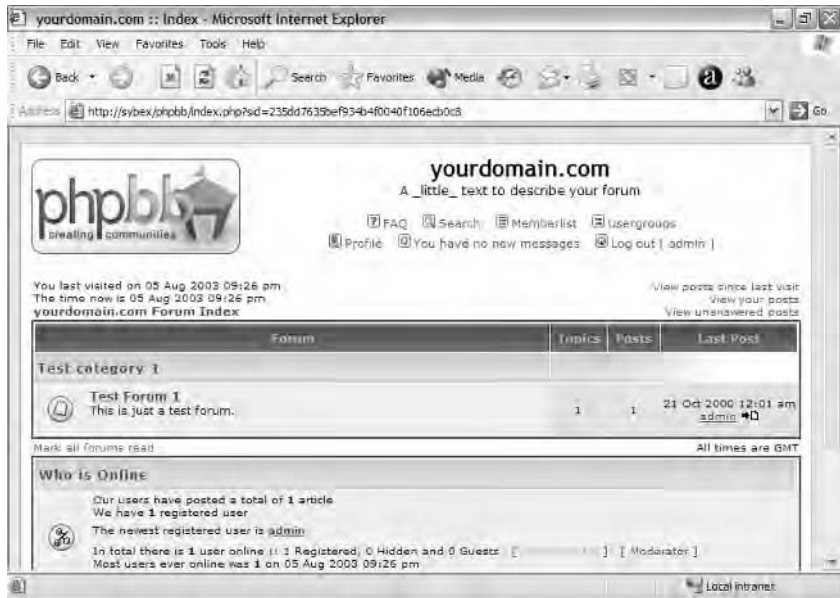 yourdomain.com :: Index - Microsoft Internet Explorer
File Edit View Favorites Tools Help
Back Search Favorites Media
Address http://sybex/phpbb/index.php?sid=235dd7635bef934b4f0040f106ecb0c8 Go
phpbb
creating communities
yourdomain.com
A _little_ text to describe your forum
FAQ Search Memberlist Usergroups
Profile You have no new messages Log out [ admin ]
You last visited on 05 Aug 2003 09:26 pm
The time now is 05 Aug 2003 09:26 pm
yourdomain.com Forum Index
View posts since last visit
View your posts
View unanswered posts
Forum Topics Posts Last Post
Test category 1
Test Forum 1
This is just a test forum.
1 1
21 Oct 2000 12:01 am
admin
Mark all forums read
All times are GMT
Who is Online
Our users have posted a total of 1 article
We have 1 registered user
The newest registered user is admin
In total there is 1 user online :: 1 Registered, 0 Hidden and 0 Guests [ ] [ Moderator ]
Most users ever online was 1 on 05 Aug 2003 09:26 pm
Local intranet